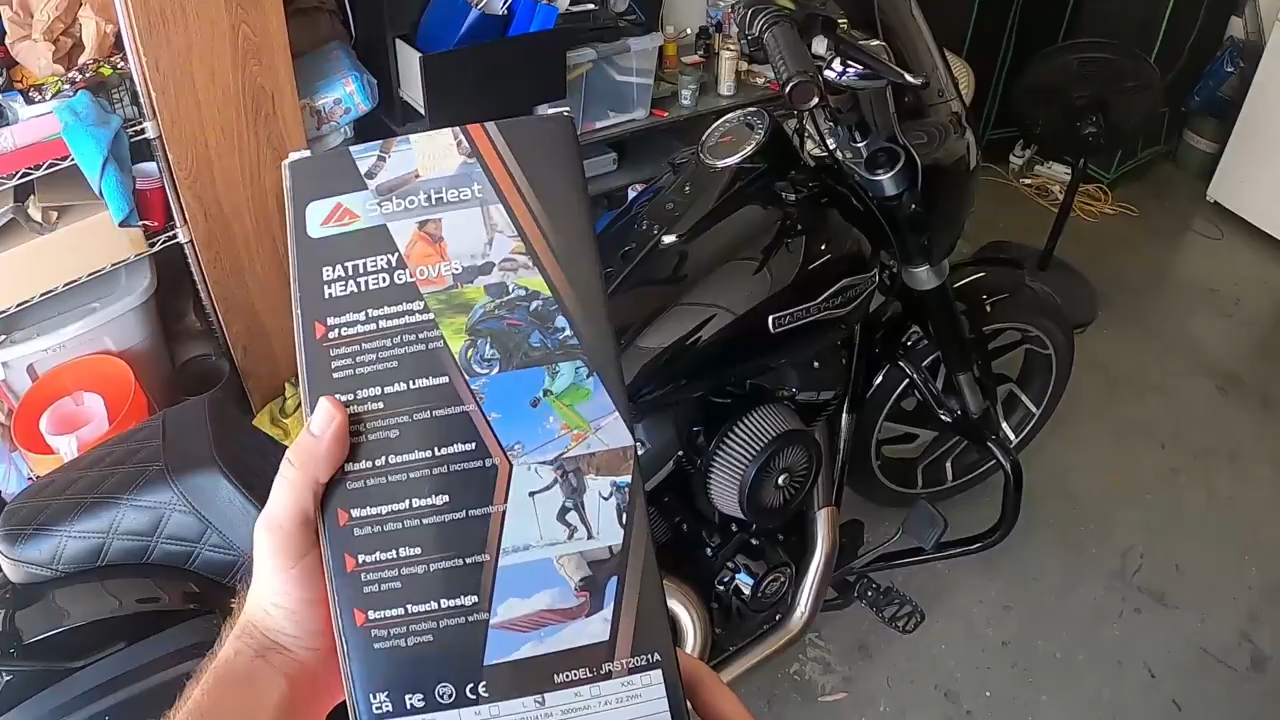 SabotHeat
BATTERY
HEATED GLOVES
Heating Technology
of Carbon Nanotubes
Uniform heating of the whole
piece, enjoy comfortable and
warm experience
Two 3000 mAh Lithium
heat settings
Made of Genuine Leather
Goat skins keep warm and increase grip
Waterproof Design
Built-in ultra thin waterproof
Perfect Size
Extended design protects wrists
and arms
Screen Touch Design
Play your mobile phone while
wearing gloves
MODEL: JRST2021A
UK
CA FC PS
E CE
M L XL XXL
3000mAh - 7.4V 22.2WH
HARLEY-DAVIDSON